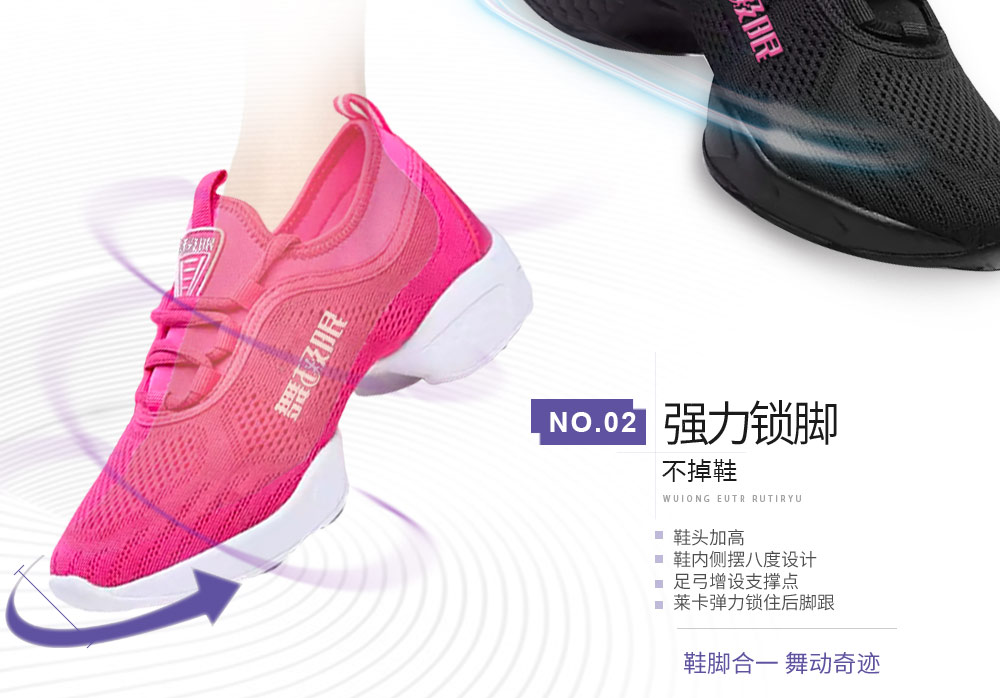 NO.02
强力锁脚
不掉鞋
WUIONG EUTR RUTIRYU
鞋头加高
鞋内侧摆八度设计
足弓增设支撑点
莱卡弹力锁住后脚跟
鞋脚合一 舞动奇迹